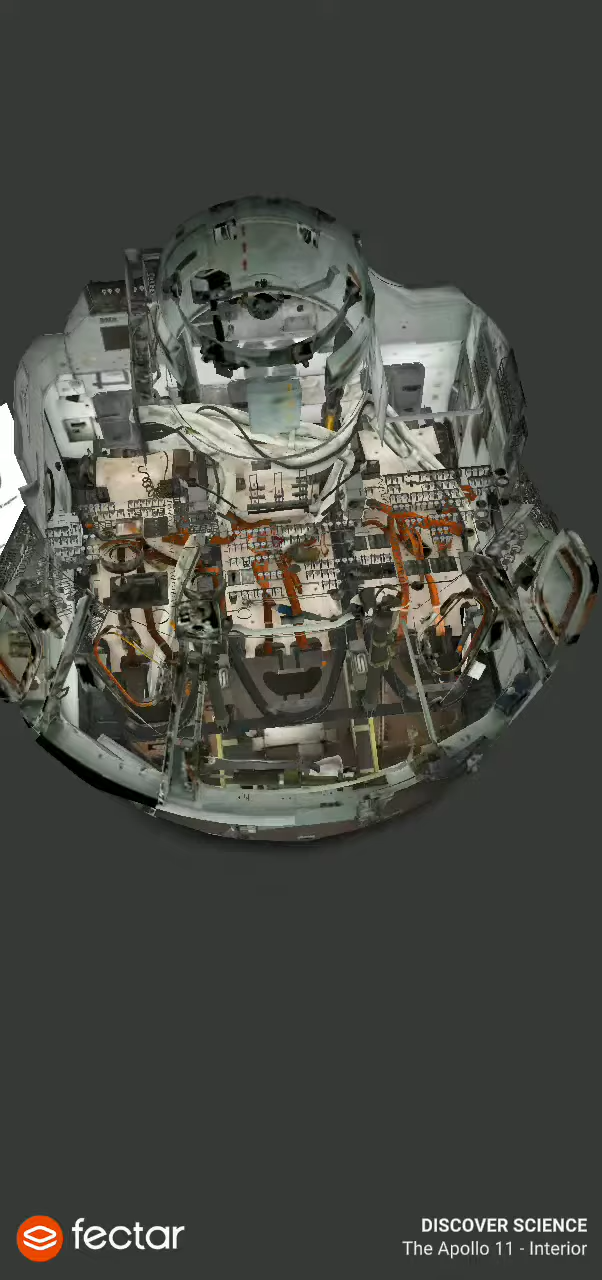 fectar
DISCOVER SCIENCE
The Apollo 11 - Interior